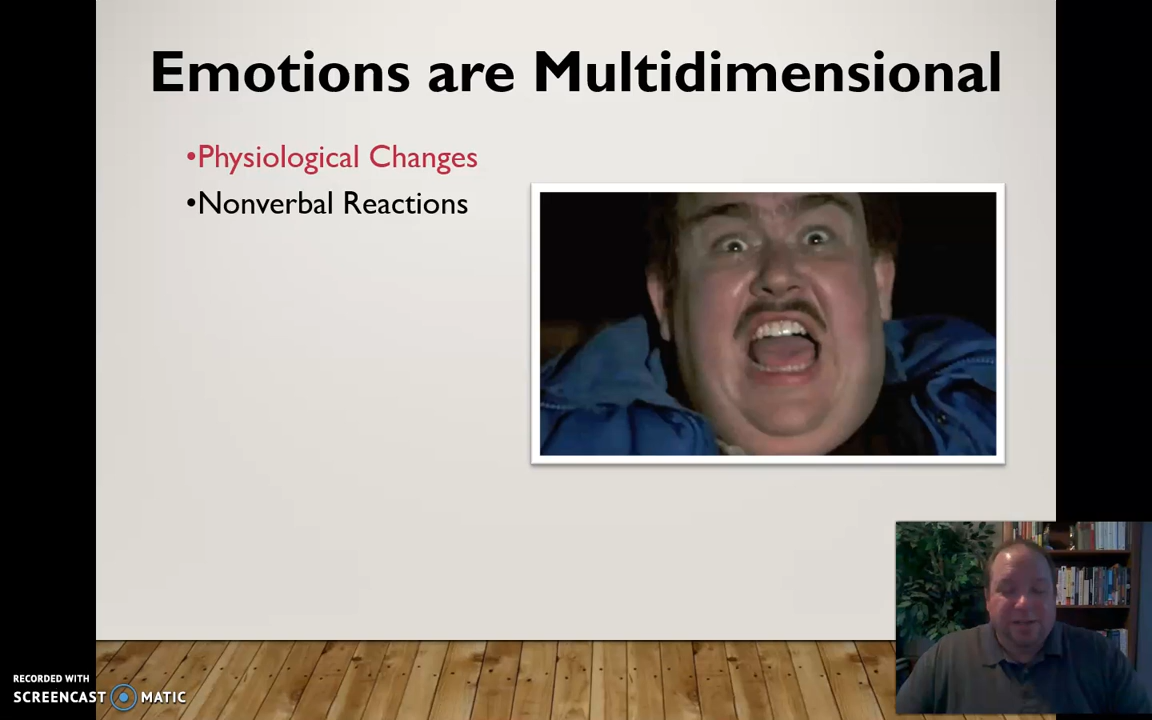 Emotions are Multidimensional
•Physiological Changes
•Nonverbal Reactions
RECORDED WITH
SCREENCAST MATIC